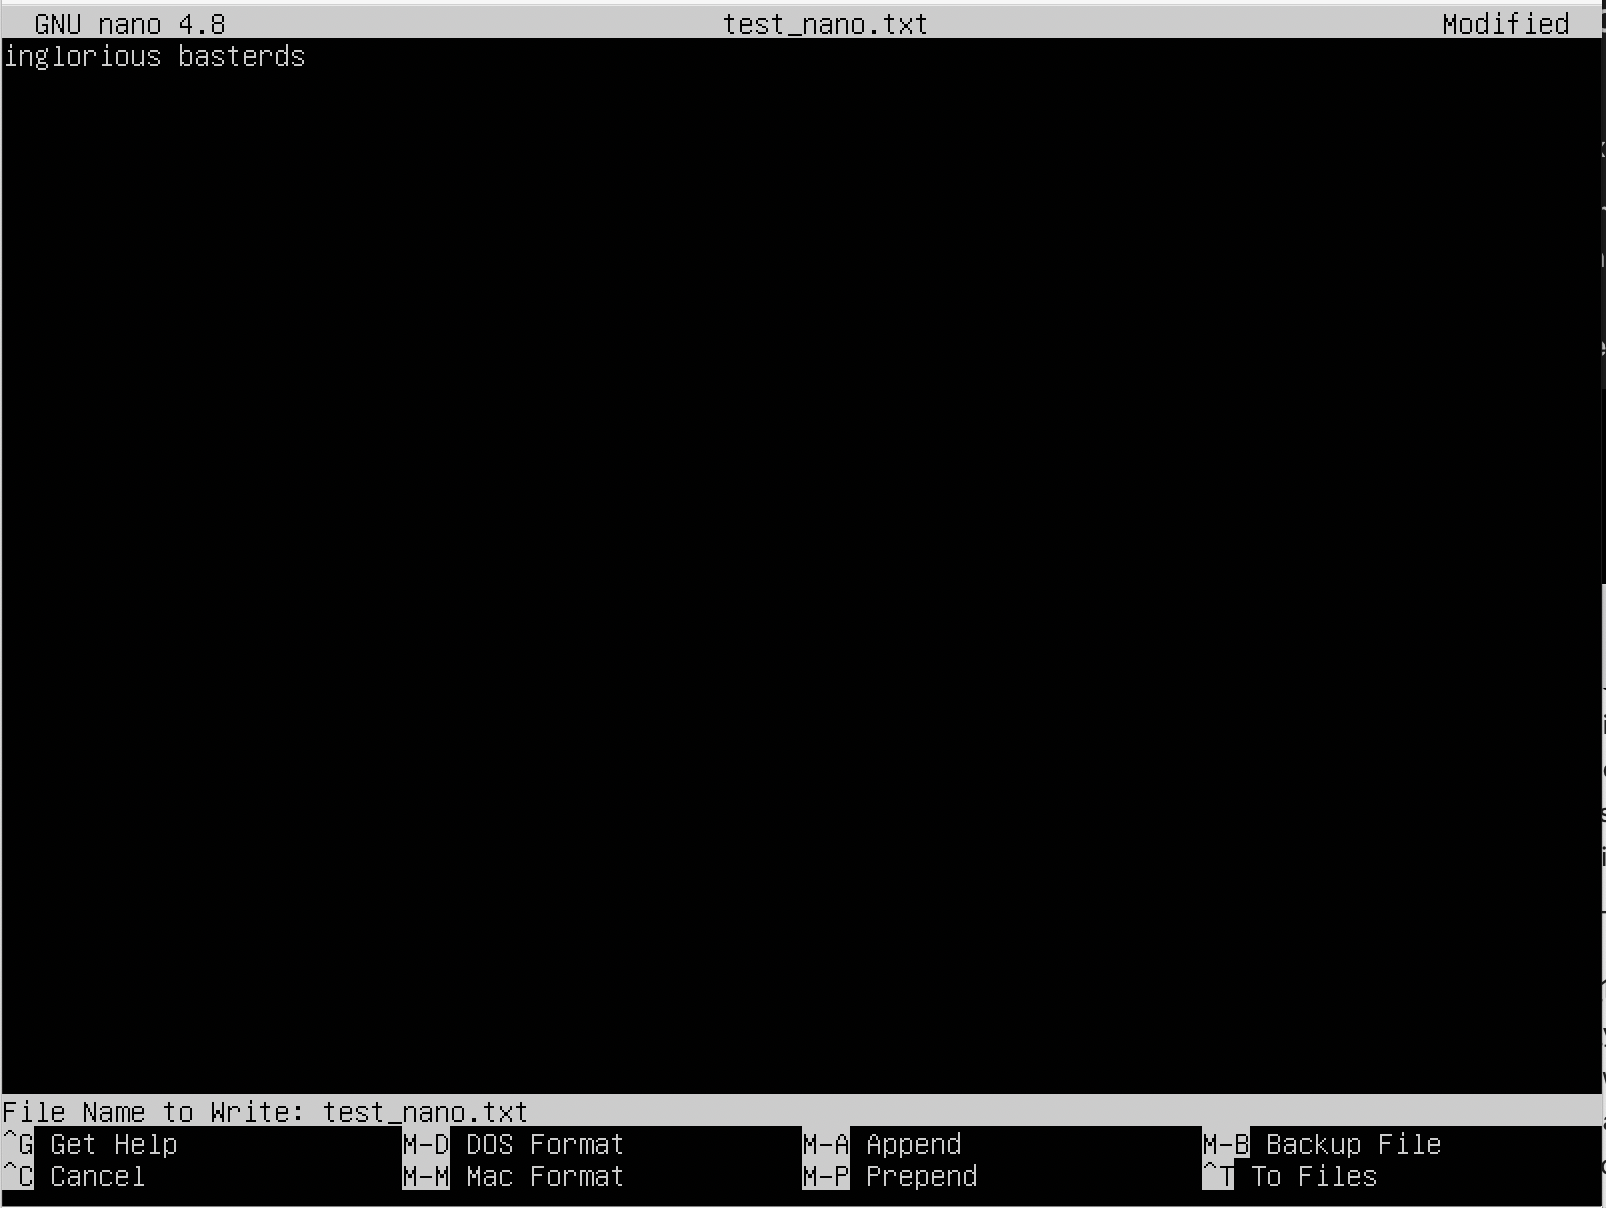 GNU nano 4.8 test_nano.txt Modified
inglorious basterds
File Name to Write: test_nano.txt
^G Get Help M-D DOS Format M-A Append M-B Backup File
^C Cancel M-M Mac Format M-P Prepend ^T To Files